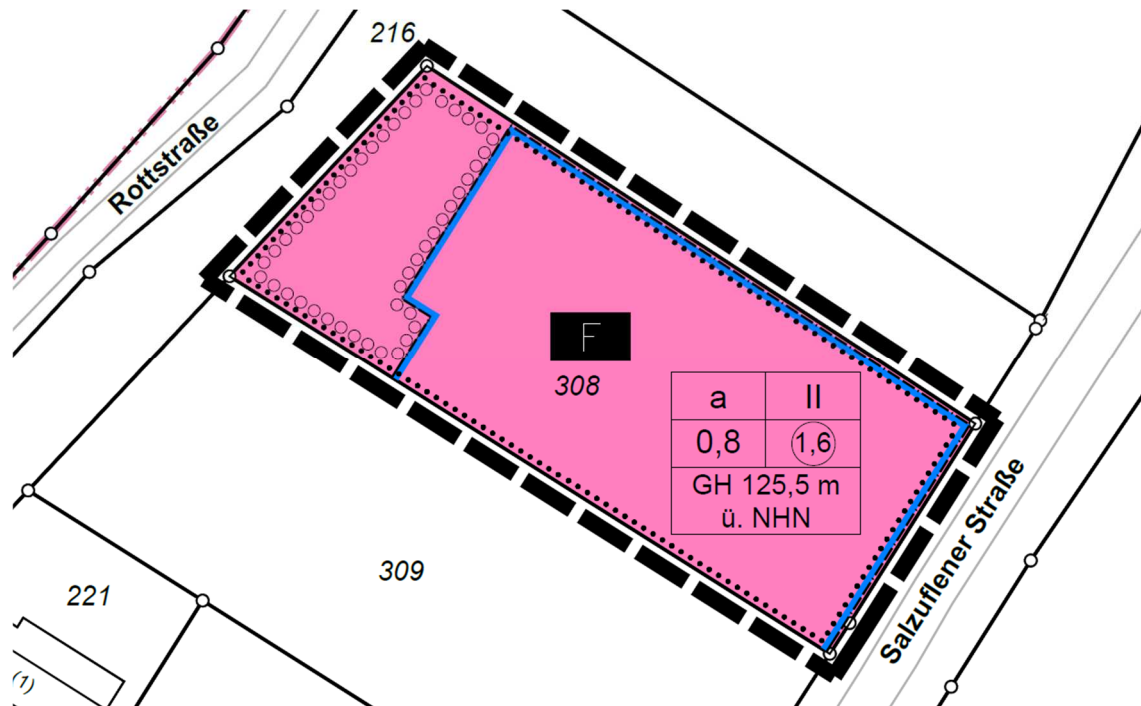 216
Rottstraße
F
308
a
II
0,8
1,6
GH 125,5 m
ü. NHN
Salzuflener Straße
309
221
(1)